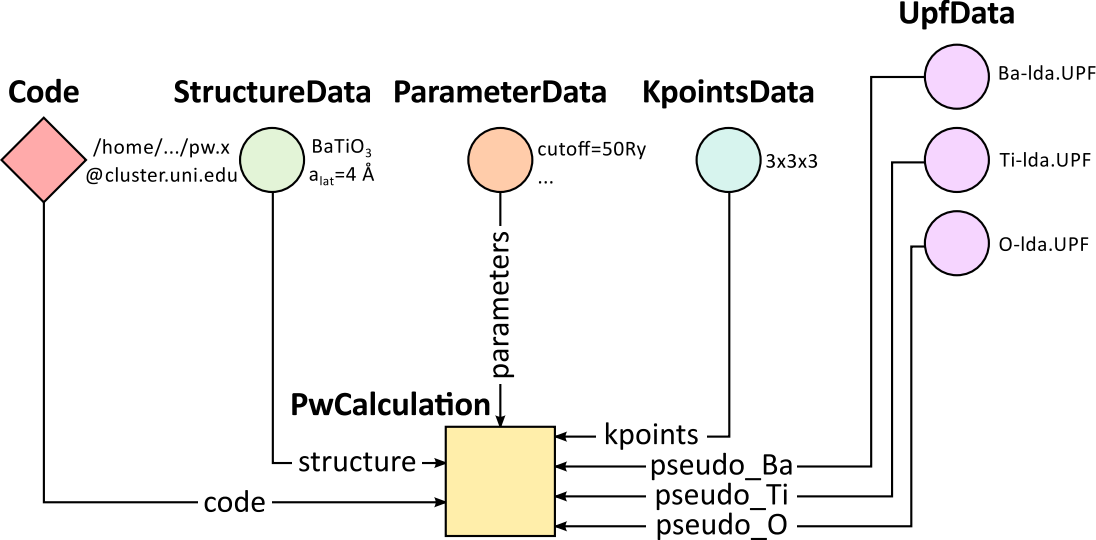 UpfData
Ba-lda.UPF
Code
StructureData
ParameterData
KpointsData
/home/.../pw.x
@cluster.uni.edu
BaTiO₃
aₗₐₜ=4 Å
cutoff=50Ry
...
3x3x3
Ti-lda.UPF
O-lda.UPF
parameters
PwCalculation
kpoints
structure
pseudo_Ba
pseudo_Ti
code
pseudo_O